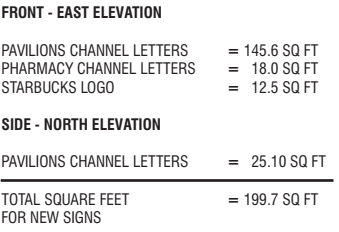 FRONT - EAST ELEVATION
PAVILIONS CHANNEL LETTERS = 145.6 SQ FT
PHARMACY CHANNEL LETTERS = 18.0 SQ FT
STARBUCKS LOGO = 12.5 SQ FT
SIDE - NORTH ELEVATION
PAVILIONS CHANNEL LETTERS = 25.10 SQ FT
TOTAL SQUARE FEET = 199.7 SQ FT
FOR NEW SIGNS